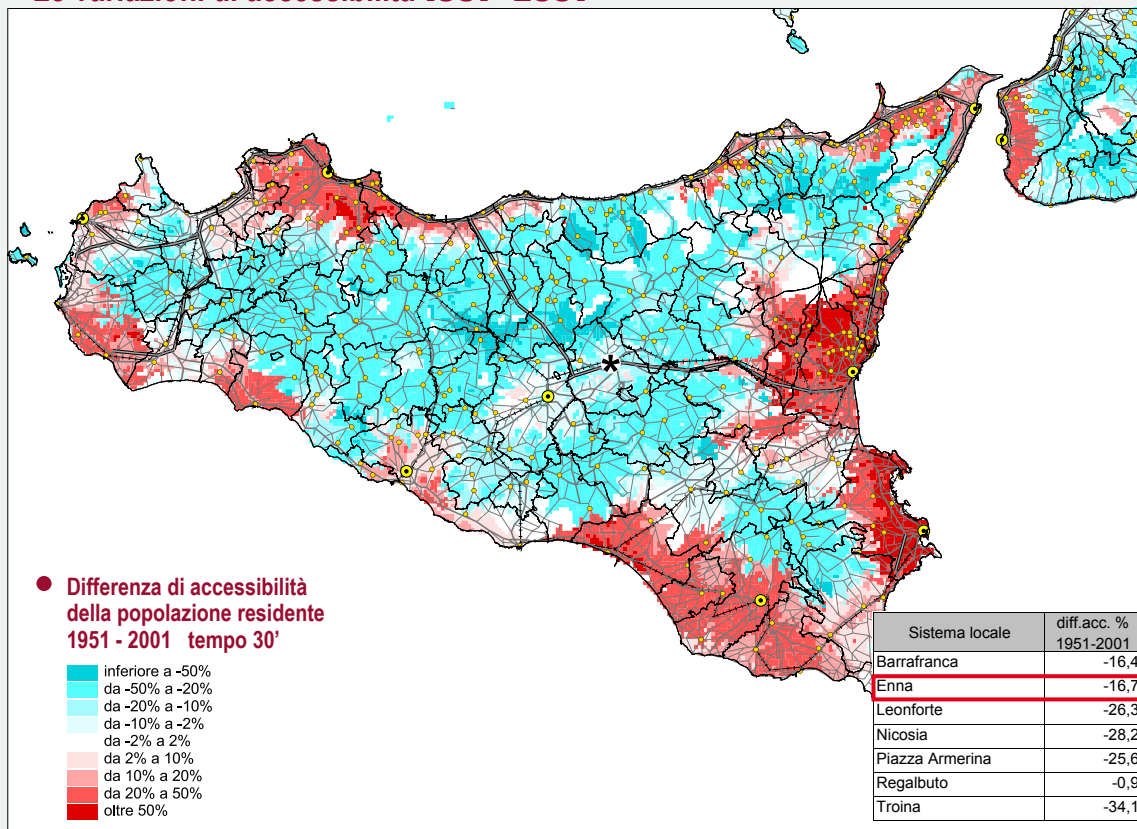 Differenza di accessibilità
della popolazione residente
1951 - 2001 tempo 30'
inferiore a -50%
da -50% a -20%
da -20% a -10%
da -10% a -2%
da -2% a 2%
da 2% a 10%
da 10% a 20%
da 20% a 50%
oltre 50%
Sistema locale diff.acc. % 1951-2001
Barrafranca -16,4
Enna -16,7
Leonforte -26,3
Nicosia -28,2
Piazza Armerina -25,6
Regalbuto -0,9
Troina -34,1